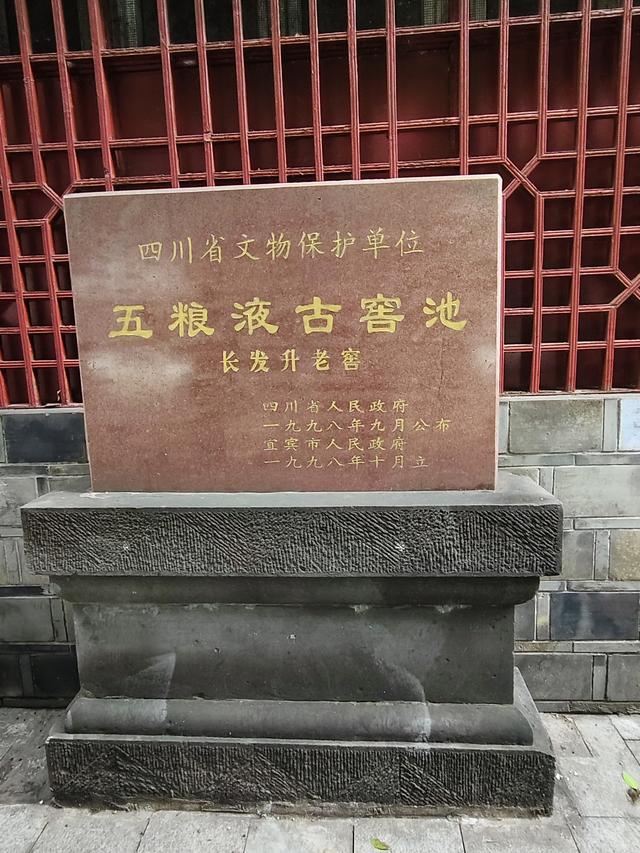 四川省文物保护单位
五粮液古窖池
长发升老窖
四川省人民政府
一九九八年九月公布
宜宾市人民政府
一九九八年十月立